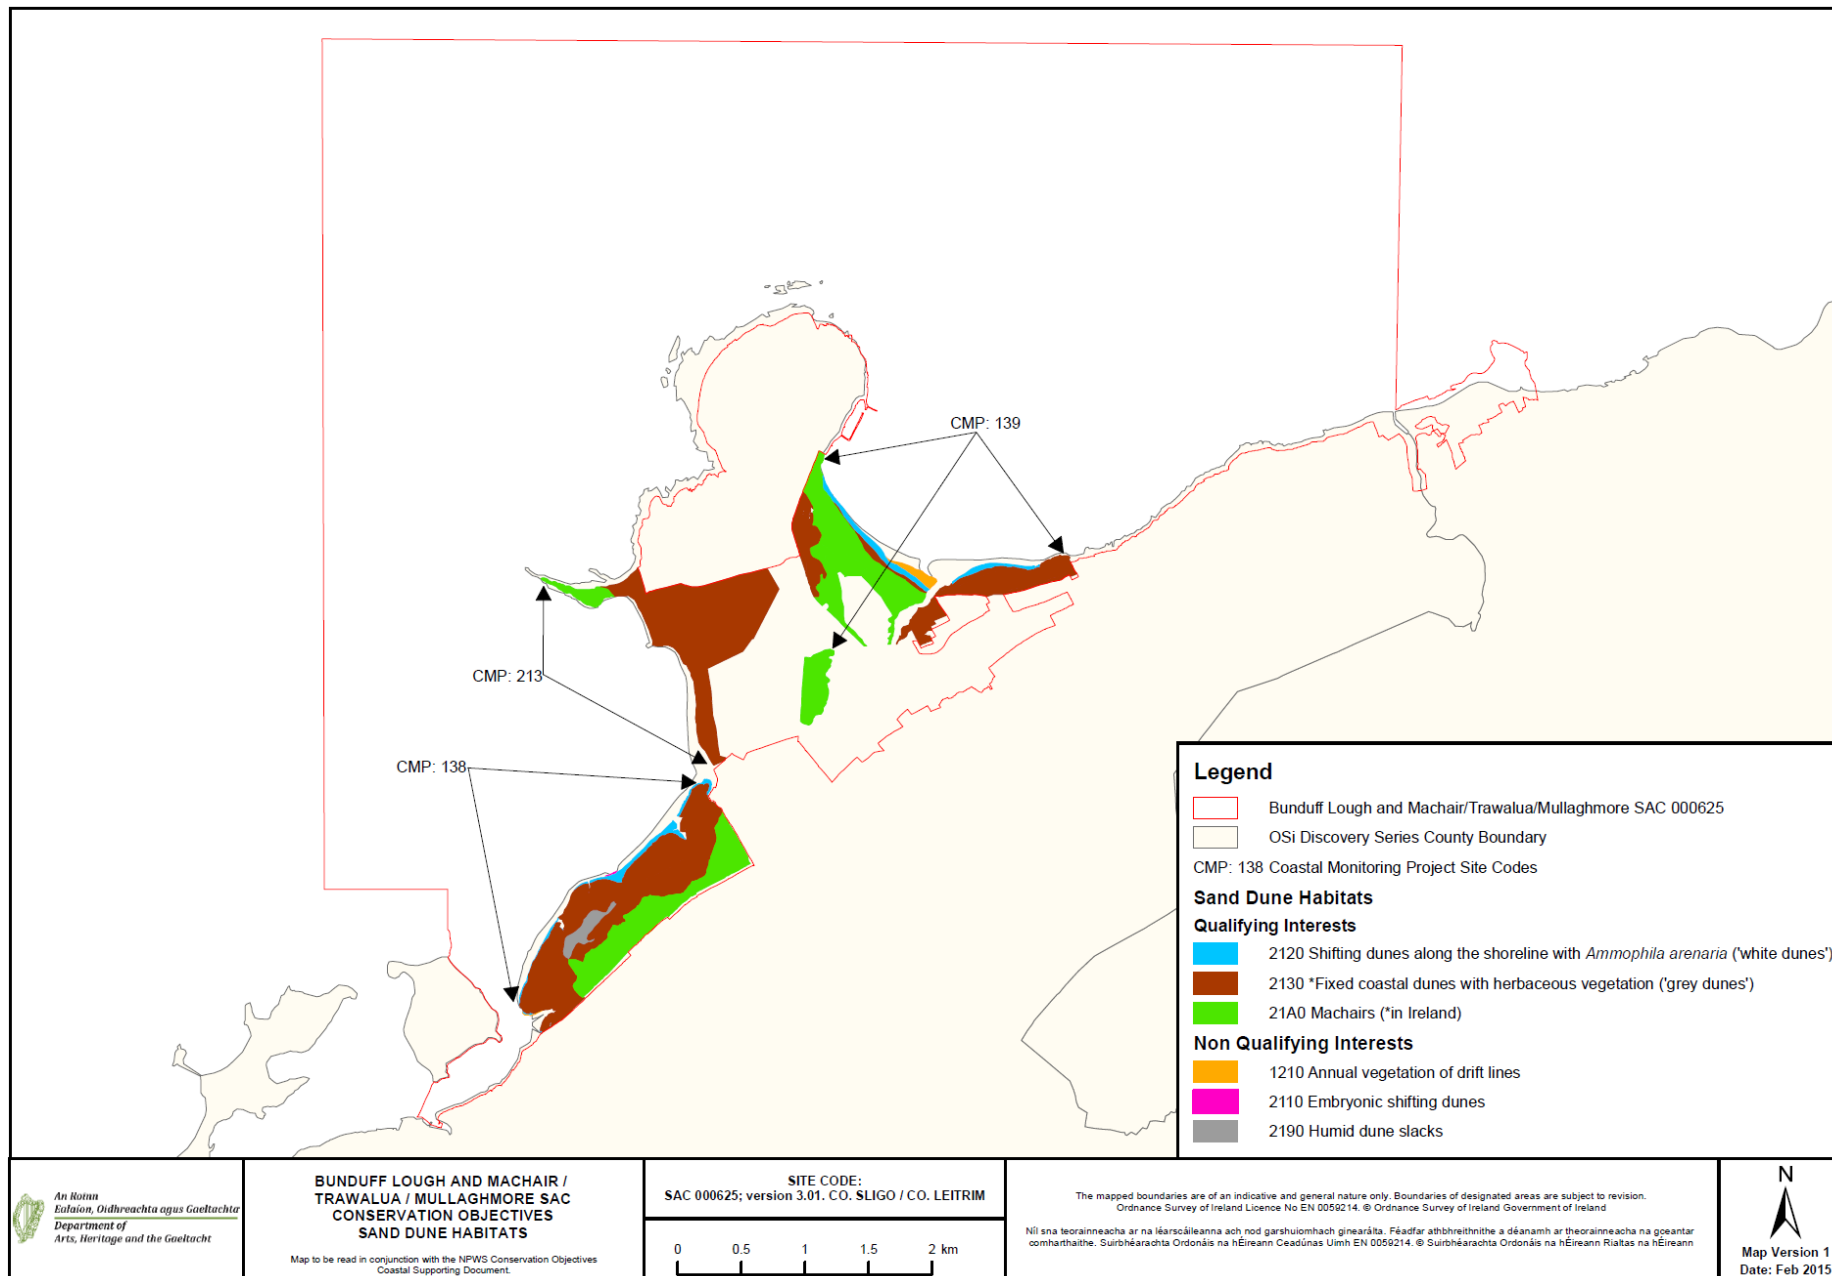 CMP: 139
CMP: 213
CMP: 138
Legend
Bunduff Lough and Machair/Trawalua/Mullaghmore SAC 000625
OSi Discovery Series County Boundary
CMP: 138 Coastal Monitoring Project Site Codes
Sand Dune Habitats
Qualifying Interests
2120 Shifting dunes along the shoreline with Ammophila arenaria ('white dunes')
2130 *Fixed coastal dunes with herbaceous vegetation ('grey dunes')
21A0 Machairs (*in Ireland)
Non Qualifying Interests
1210 Annual vegetation of drift lines
2110 Embryonic shifting dunes
2190 Humid dune slacks
An Roinn
Ealaíon, Oidhreachta agus Gaeltachta
Department of
Arts, Heritage and the Gaeltacht
BUNDUFF LOUGH AND MACHAIR /
TRAWALUA / MULLAGHMORE SAC
CONSERVATION OBJECTIVES
SAND DUNE HABITATS
Map to be read in conjunction with the NPWS Conservation Objectives
Coastal Supporting Document.
SITE CODE:
SAC 000625; version 3.01. CO. SLIGO / CO. LEITRIM
0 0.5 1 1.5 2 km
The mapped boundaries are of an indicative and general nature only. Boundaries of designated areas are subject to revision.
Ordnance Survey of Ireland Licence No EN 0059214. © Ordnance Survey of Ireland Government of Ireland
Níl sna teorainneacha ar na léarscáileanna ach nod garshuiomhach ginearálta. Féadfar athbhreithnithe a déanamh ar theorainneacha na gceantar
comharthaithe. Suirbhéarachta Ordonáis na hÉireann Ceadúnas Uimh EN 0059214. © Suirbhéarachta Ordonáis na hÉireann Rialtas na hÉireann
N
Map Version 1
Date: Feb 2015